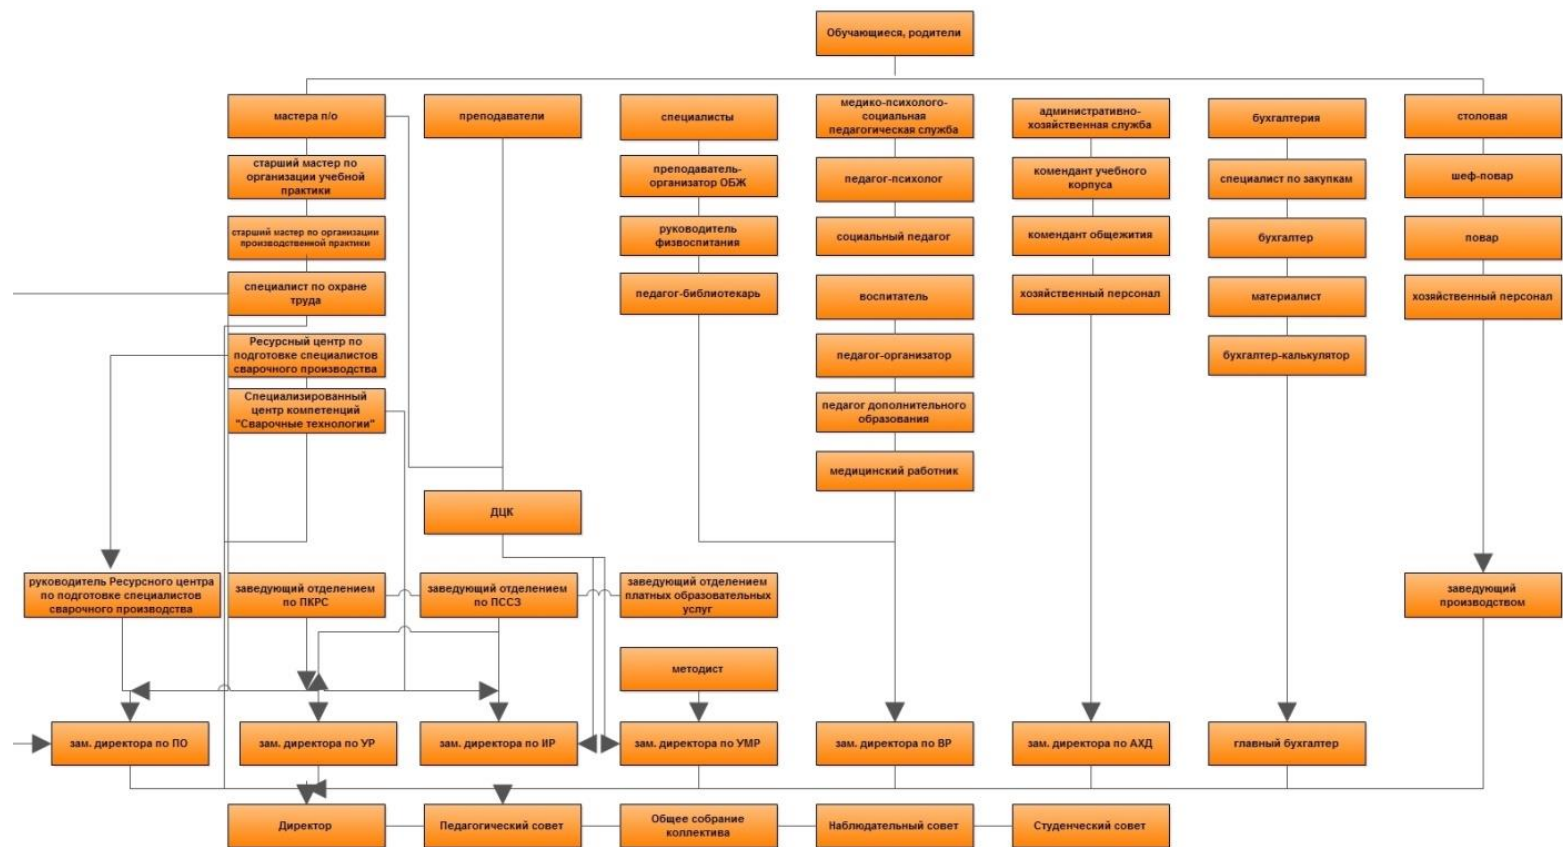 Обучающиеся, родители
мастера п/о
преподаватели
специалисты
медико-психолого-
социальная
педагогическая служба
административно-
хозяйственная служба
бухгалтерия
столовая
старший мастер по
организации учебной
практики
преподаватель-
организатор ОБЖ
педагог-психолог
комендант учебного
корпуса
специалист по закупкам
шеф-повар
старший мастер по организации
производственной практики
руководитель
физвоспитания
социальный педагог
комендант общежития
бухгалтер
повар
специалист по охране
труда
педагог-библиотекарь
воспитатель
хозяйственный персонал
материалист
хозяйственный персонал
Ресурсный центр по
подготовке специалистов
сварочного производства
педагог-организатор
бухгалтер-калькулятор
Специализированный
центр компетенций
"Сварочные технологии"
педагог дополнительного
образования
медицинский работник
ДЦК
руководитель Ресурсного центра
по подготовке специалистов
сварочного производства
заведующий отделением
по ПКРС
заведующий отделением
по ПССЗ
заведующий отделением
платных образовательных
услуг
заведующий
производством
методист
зам. директора по ПО
зам. директора по УР
зам. директора по ИР
зам. директора по УМР
зам. директора по ВР
зам. директора по АХД
главный бухгалтер
Директор
Педагогический совет
Общее собрание
коллектива
Наблюдательный совет
Студенческий совет